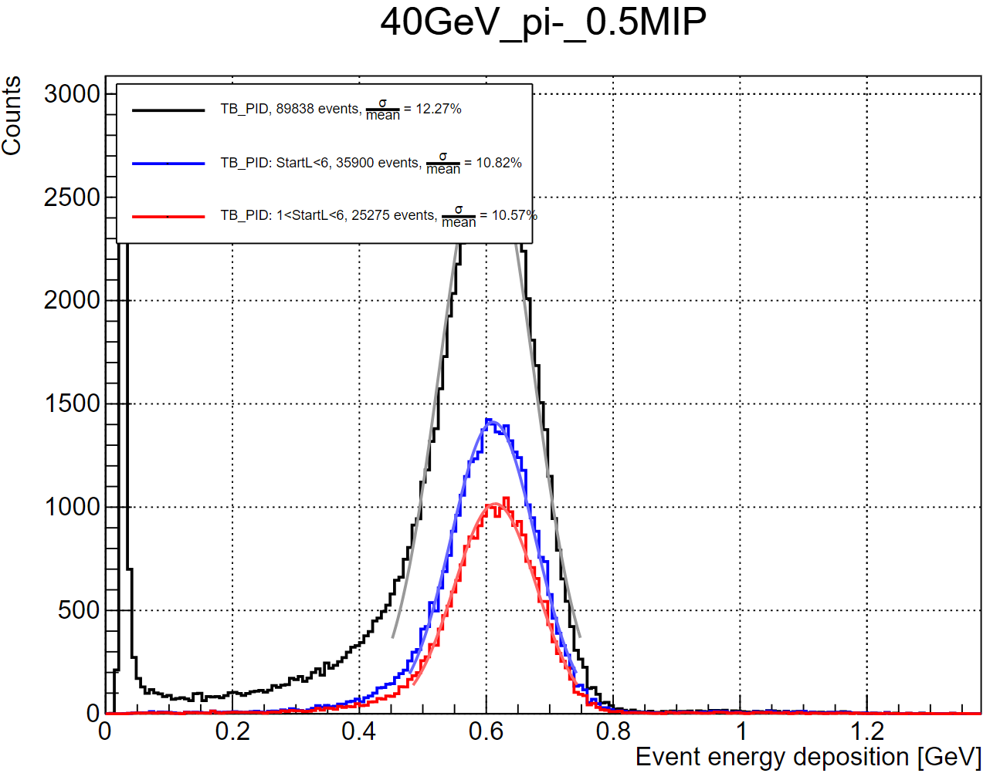 40GeV_pi-_0.5MIP
Counts
3000
2500
2000
1500
1000
500
0
TB_PID, 89838 events, σ/mean = 12.27%
TB_PID: StartL<6, 35900 events, σ/mean = 10.82%
TB_PID: 1<StartL<6, 25275 events, σ/mean = 10.57%
0 0.2 0.4 0.6 0.8 1 1.2
Event energy deposition [GeV]